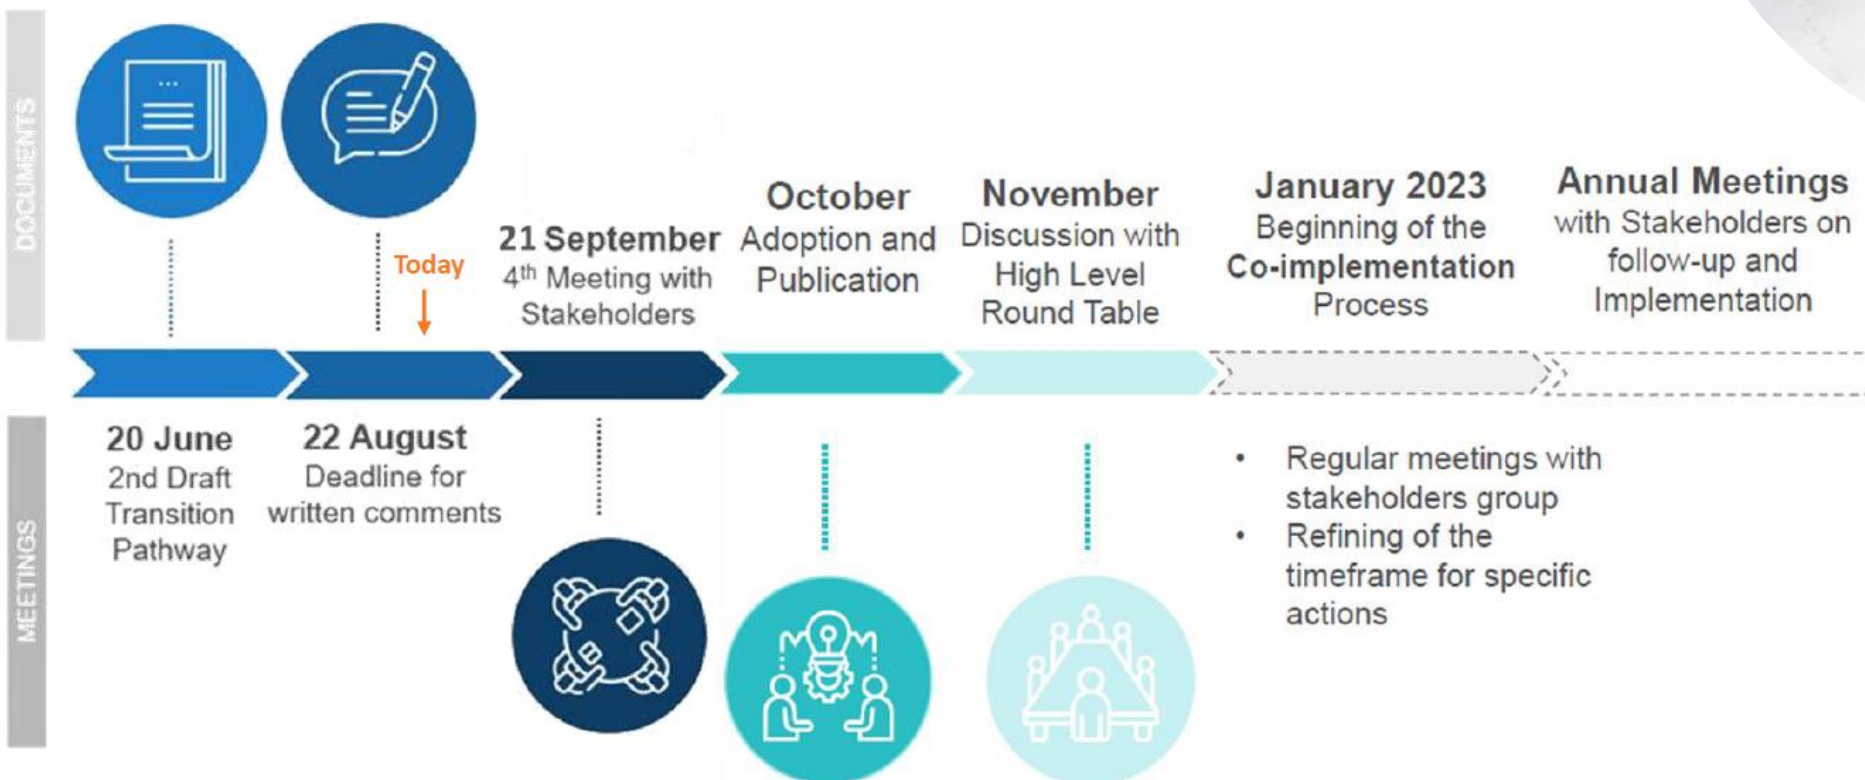 DOCUMENTS
Today
21 September
4th Meeting with
Stakeholders
October
Adoption and
Publication
November
Discussion with
High Level
Round Table
January 2023
Beginning of the
Co-implementation
Process
Annual Meetings
with Stakeholders on
follow-up and
Implementation
MEETINGS
20 June
2nd Draft
Transition
Pathway
22 August
Deadline for
written comments
• Regular meetings with
stakeholders group
• Refining of the
timeframe for specific
actions